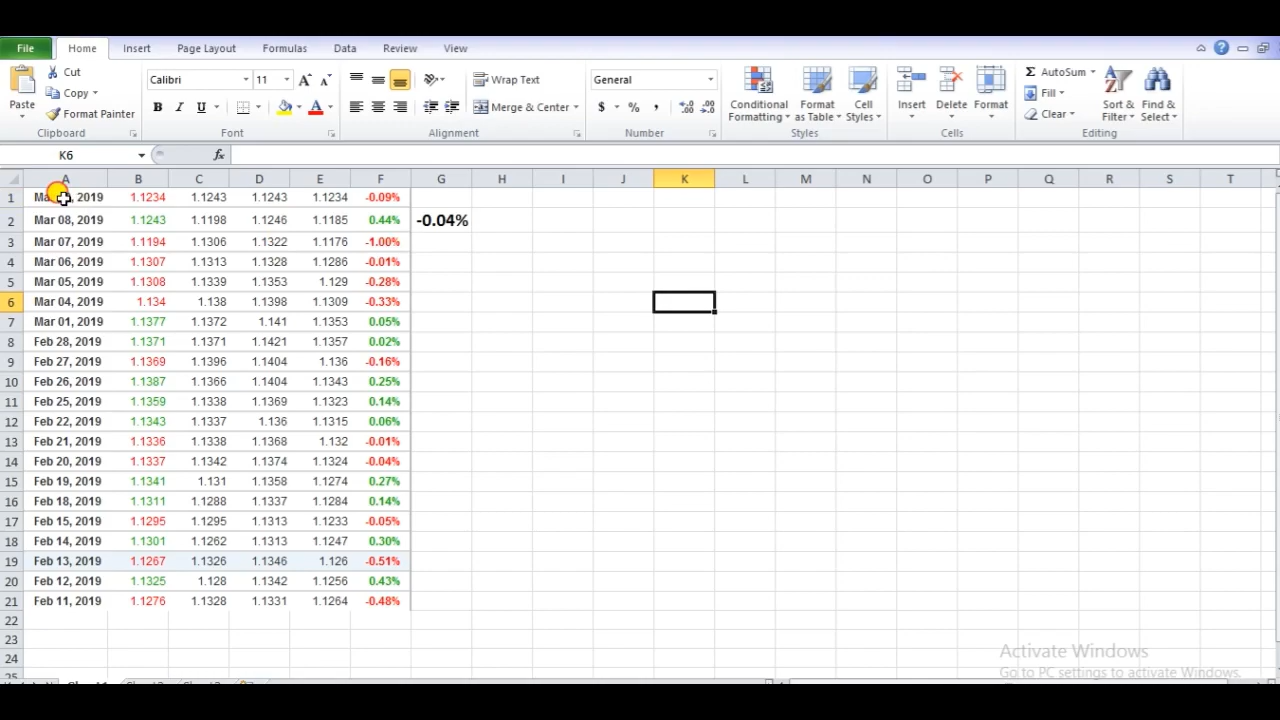 File Home Insert Page Layout Formulas Data Review View
Cut Calibri 11 Wrap Text General AutoSum
Copy Fill
Paste Format Painter B I U Merge & Center $ % , Conditional Formatting Format as Table Cell Styles Insert Delete Format Clear Sort & Filter Find & Select
Clipboard Font Alignment Number Styles Cells Editing
K6 fx
A B C D E F G H I J K L M N O P Q R S T
1 2019 1.1234 1.1243 1.1243 1.1234 -0.09%
2 Mar 08, 2019 1.1243 1.1198 1.1246 1.1185 0.44% -0.04%
3 Mar 07, 2019 1.1194 1.1306 1.1322 1.1176 -1.00%
4 Mar 06, 2019 1.1307 1.1313 1.1328 1.1286 -0.01%
5 Mar 05, 2019 1.1308 1.1339 1.1353 1.129 -0.28%
6 Mar 04, 2019 1.134 1.138 1.1398 1.1309 -0.33%
7 Mar 01, 2019 1.1377 1.1372 1.141 1.1353 0.05%
8 Feb 28, 2019 1.1371 1.1371 1.1421 1.1357 0.02%
9 Feb 27, 2019 1.1369 1.1396 1.1404 1.136 -0.16%
10 Feb 26, 2019 1.1387 1.1366 1.1404 1.1343 0.25%
11 Feb 25, 2019 1.1359 1.1338 1.1369 1.1323 0.14%
12 Feb 22, 2019 1.1343 1.1337 1.136 1.1315 0.06%
13 Feb 21, 2019 1.1336 1.1338 1.1368 1.132 -0.01%
14 Feb 20, 2019 1.1337 1.1342 1.1374 1.1324 -0.04%
15 Feb 19, 2019 1.1341 1.131 1.1358 1.1274 0.27%
16 Feb 18, 2019 1.1311 1.1288 1.1337 1.1284 0.14%
17 Feb 15, 2019 1.1295 1.1295 1.1313 1.1233 -0.05%
18 Feb 14, 2019 1.1301 1.1262 1.1313 1.1247 0.30%
19 Feb 13, 2019 1.1267 1.1326 1.1346 1.126 -0.51%
20 Feb 12, 2019 1.1325 1.128 1.1342 1.1256 0.43%
21 Feb 11, 2019 1.1276 1.1328 1.1331 1.1264 -0.48%
22
23
24
25
Activate Windows
Go to PC settings to activate Windows.